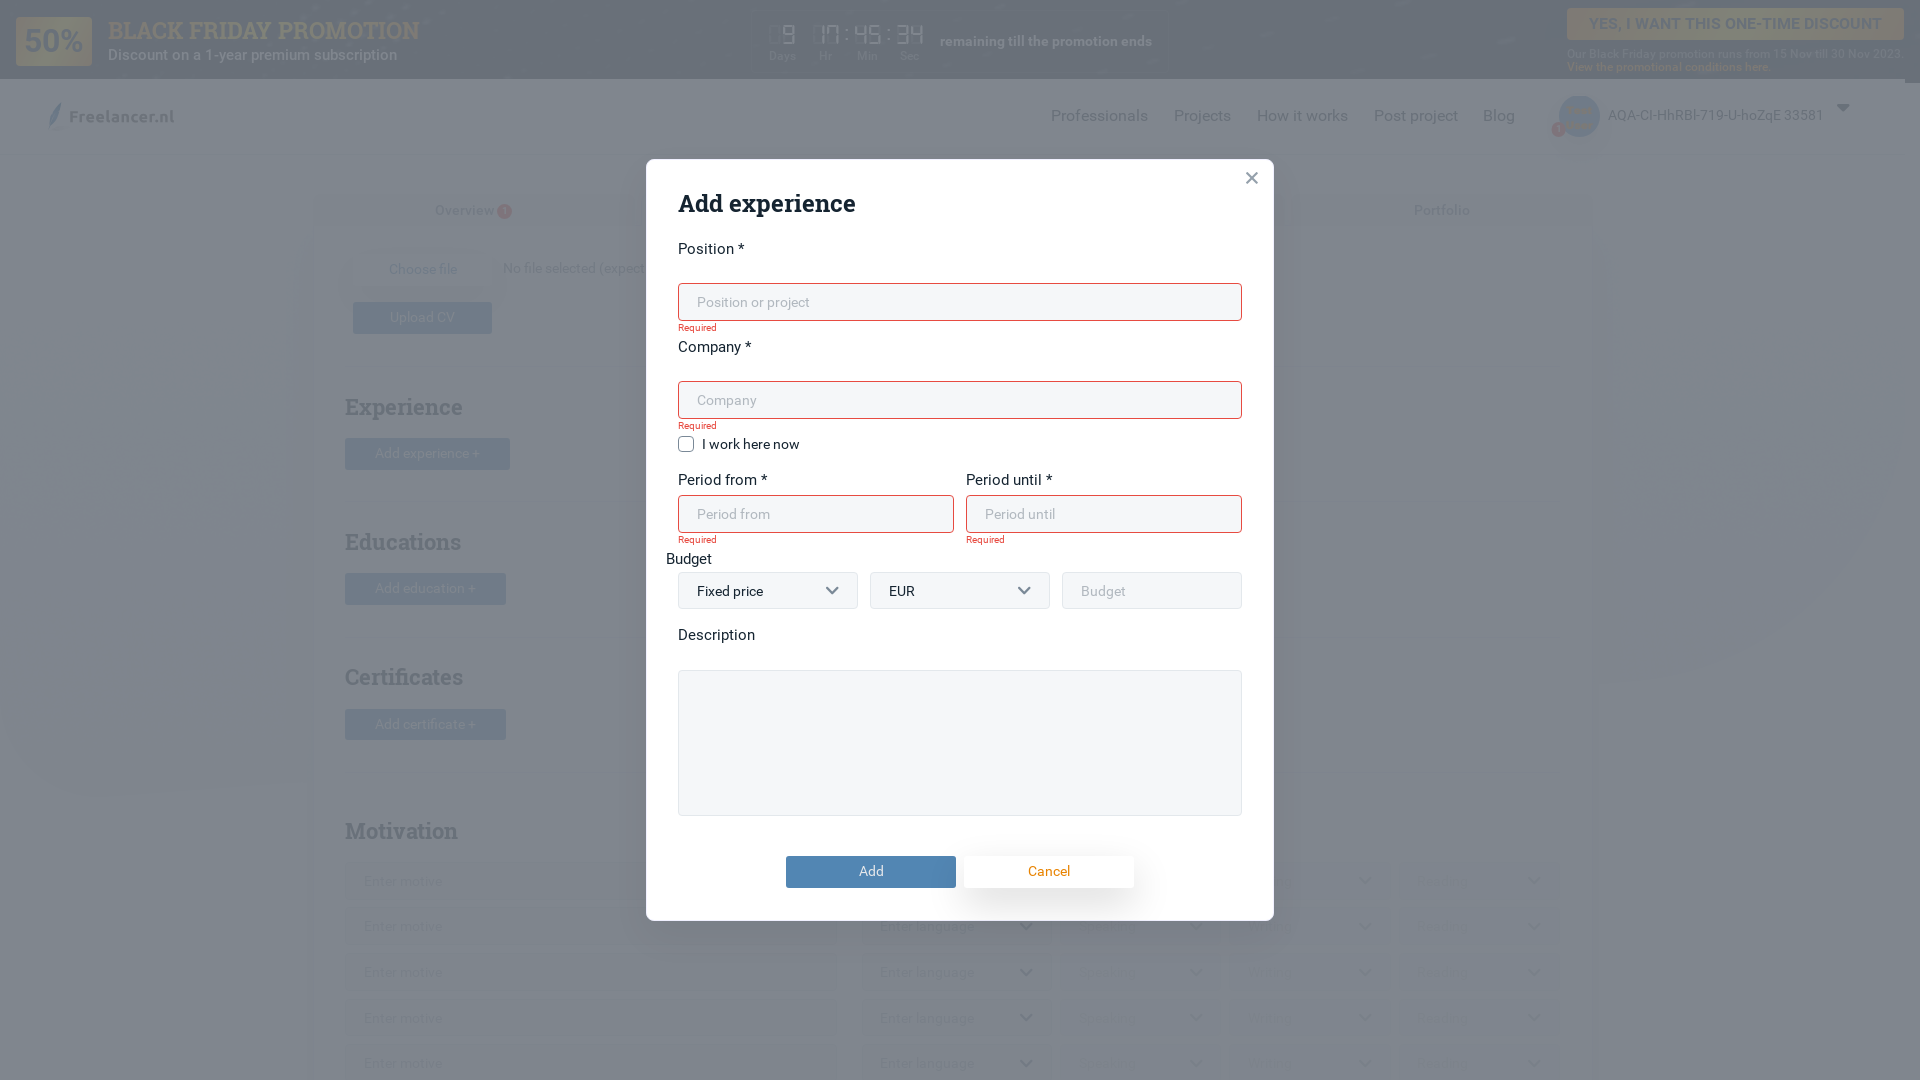 50%
BLACK FRIDAY PROMOTION
Discount on a 1-year premium subscription
9 17:45:34
Days Hr Min Sec
remaining till the promotion ends
YES, I WANT THIS ONE-TIME DISCOUNT
Our Black Friday promotion runs from 15 Nov till 30 Nov 2023.
View the promotional conditions here
Freelancer.nl
Professionals Projects How it works Post project Blog
1
AQA-CI-HhRBl-719-U-hoZqE 33581
Overview 1
Portfolio
Choose file
No file selected (expect
Upload CV
Experience
Add experience +
Educations
Add education +
Certificates
Add certificate +
Motivation
Enter motive
Enter motive
Enter language
Enter motive
Enter language
Enter motive
Enter language
Enter motive
Enter language
Add experience
Position *
Position or project
Required
Company *
Company
Required
I work here now
Period from * Period until *
Period from Period until
Required Required
Budget
Fixed price EUR Budget
Description
Add Cancel